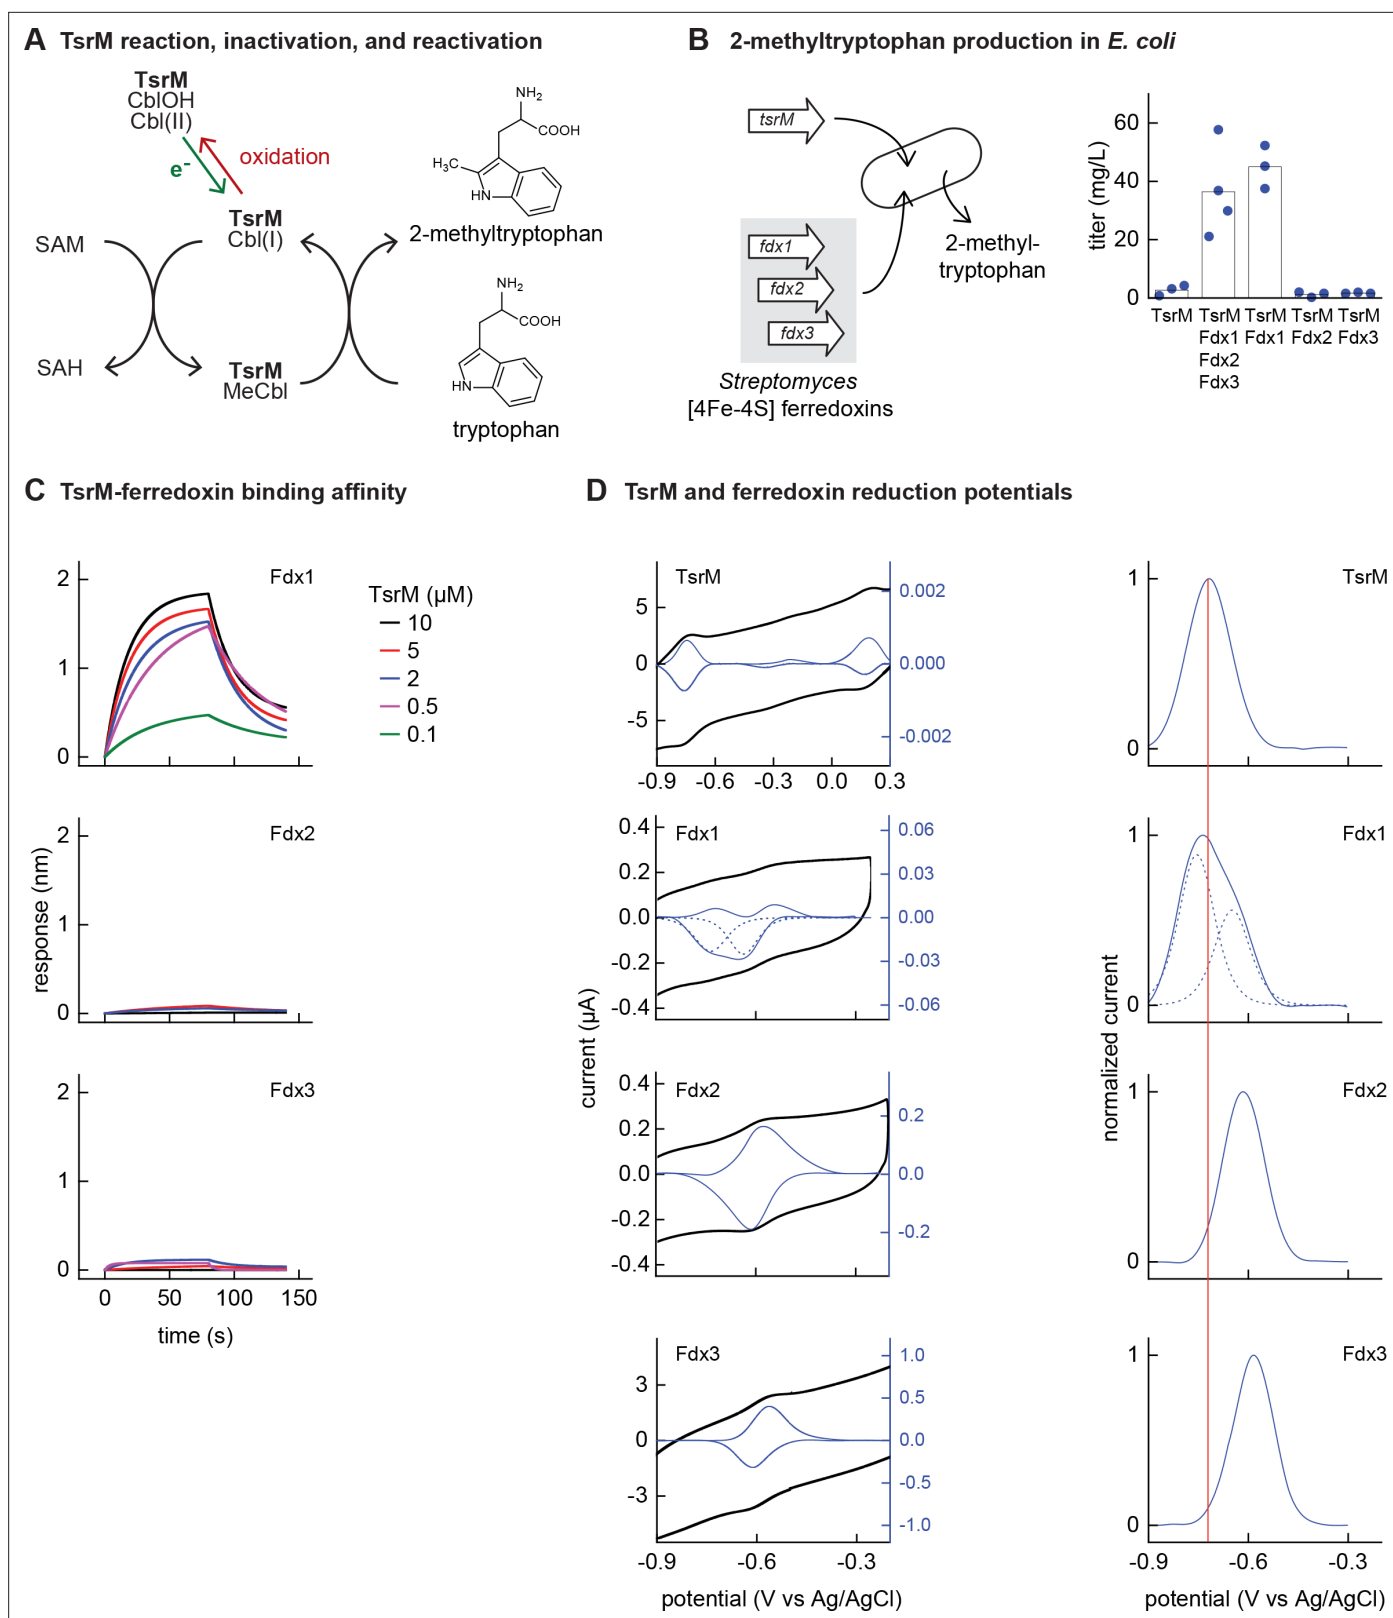 A TsrM reaction, inactivation, and reactivation
TsrM
CblOH
Cbl(II)
e-
oxidation
TsrM
Cbl(I)
SAM
SAH
TsrM
MeCbl
NH2
COOH
H3C
HN
2-methyltryptophan
NH2
COOH
HN
tryptophan
B 2-methyltryptophan production in E. coli
tsrM
fdx1
fdx2
fdx3
Streptomyces
[4Fe-4S] ferredoxins
2-methyl-
tryptophan
titer (mg/L)
60
40
20
0
TsrM TsrM TsrM TsrM TsrM
Fdx1 Fdx1 Fdx2 Fdx3
Fdx2
Fdx3
C TsrM-ferredoxin binding affinity
2
1
0
Fdx1
TsrM (µM)
10
5
2
0.5
0.1
response (nm)
2
1
0
Fdx2
2
1
0
Fdx3
0 50 100 150
time (s)
D TsrM and ferredoxin reduction potentials
current (µA)
TsrM
5
0
-5
0.002
0.000
-0.002
-0.9 -0.6 -0.3 0.0 0.3
Fdx1
0.4
0.2
0.0
-0.2
-0.4
0.06
0.03
0.00
-0.03
-0.06
Fdx2
0.4
0.2
0.0
-0.2
-0.4
0.2
0.0
-0.2
Fdx3
3
0
-3
1.0
0.5
0.0
-0.5
-1.0
-0.9 -0.6 -0.3
potential (V vs Ag/AgCl)
normalized current
1
0
TsrM
1
0
Fdx1
1
0
Fdx2
1
0
Fdx3
-0.9 -0.6 -0.3
potential (V vs Ag/AgCl)